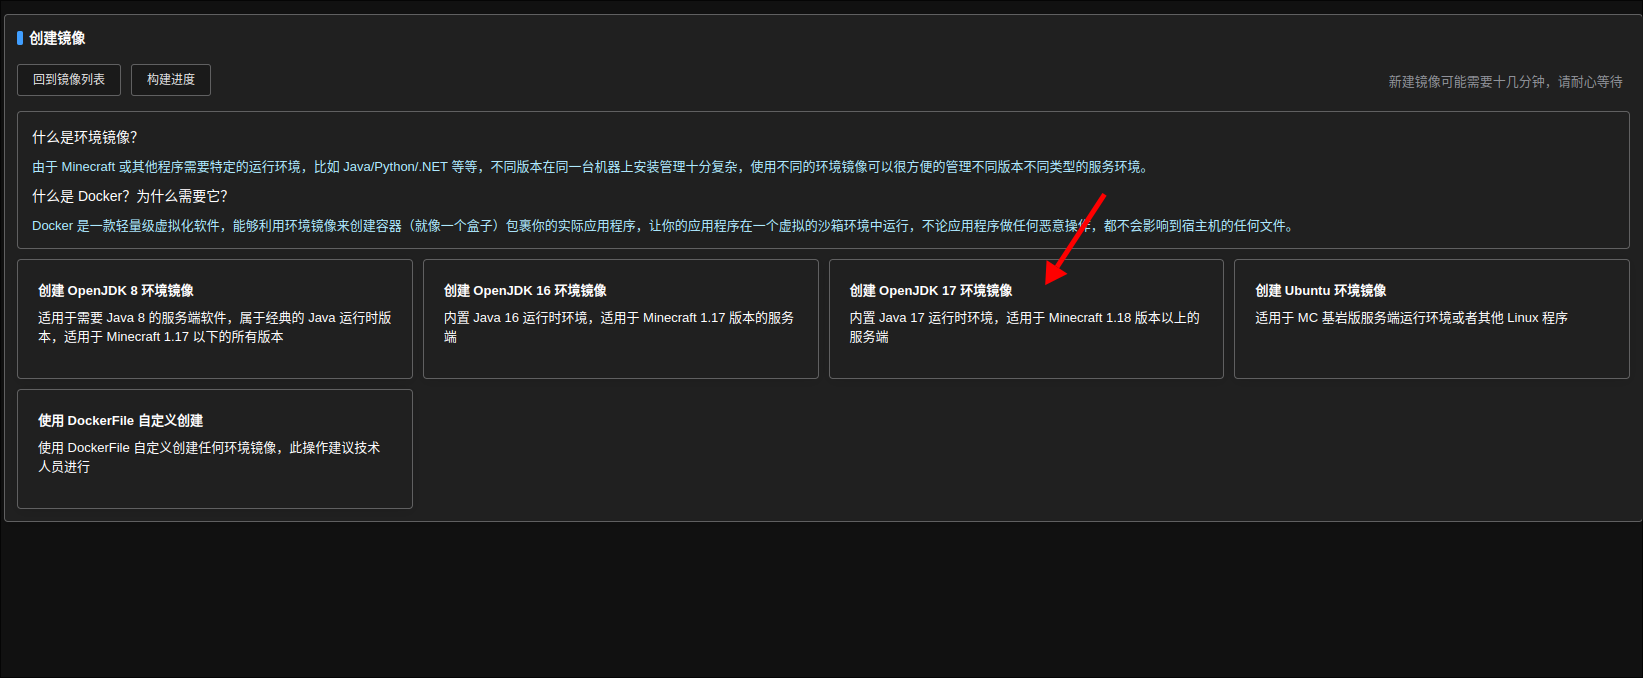 创建镜像
回到镜像列表
构建进度
新建镜像可能需要十几分钟，请耐心等待
什么是环境镜像？
由于 Minecraft 或其他程序需要特定的运行环境，比如 Java/Python/.NET 等等，不同版本在同一台机器上安装管理十分复杂，使用不同的环境镜像可以很方便的管理不同版本不同类型的服务环境。
什么是 Docker？为什么需要它？
Docker 是一款轻量级虚拟化软件，能够利用环境镜像来创建容器（就像一个盒子）包裹你的实际应用程序，让你的应用程序在一个虚拟的沙箱环境中运行，不论应用程序做任何恶意操作，都不会影响到宿主机的任何文件。
创建 OpenJDK 8 环境镜像
适用于需要 Java 8 的服务端软件，属于经典的 Java 运行时版
本，适用于 Minecraft 1.17 以下的所有版本
创建 OpenJDK 16 环境镜像
内置 Java 16 运行时环境，适用于 Minecraft 1.17 版本的服务
端
创建 OpenJDK 17 环境镜像
内置 Java 17 运行时环境，适用于 Minecraft 1.18 版本以上的
服务端
创建 Ubuntu 环境镜像
适用于 MC 基岩版服务端运行环境或者其他 Linux 程序
使用 DockerFile 自定义创建
使用 DockerFile 自定义创建任何环境镜像，此操作建议技术
人员进行